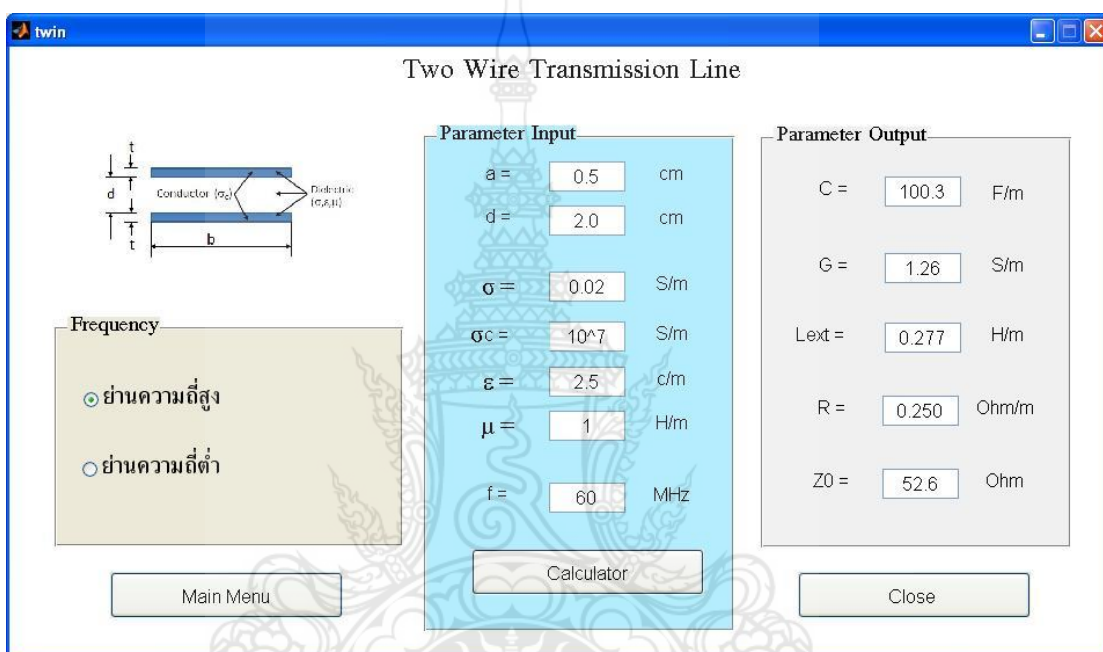 twin
Two Wire Transmission Line
t
d
Conductor (σc)
Dielectric
(σ,ε,μ)
t
b
Frequency
ย่านความถี่สูง
ย่านความถี่ต่ำ
Main Menu
Parameter Input
a = 0.5 cm
d = 2.0 cm
σ = 0.02 S/m
σc = 10^7 S/m
ε = 2.5 c/m
μ = 1 H/m
f = 60 MHz
Calculator
Parameter Output
C = 100.3 F/m
G = 1.26 S/m
Lext = 0.277 H/m
R = 0.250 Ohm/m
Z0 = 52.6 Ohm
Close